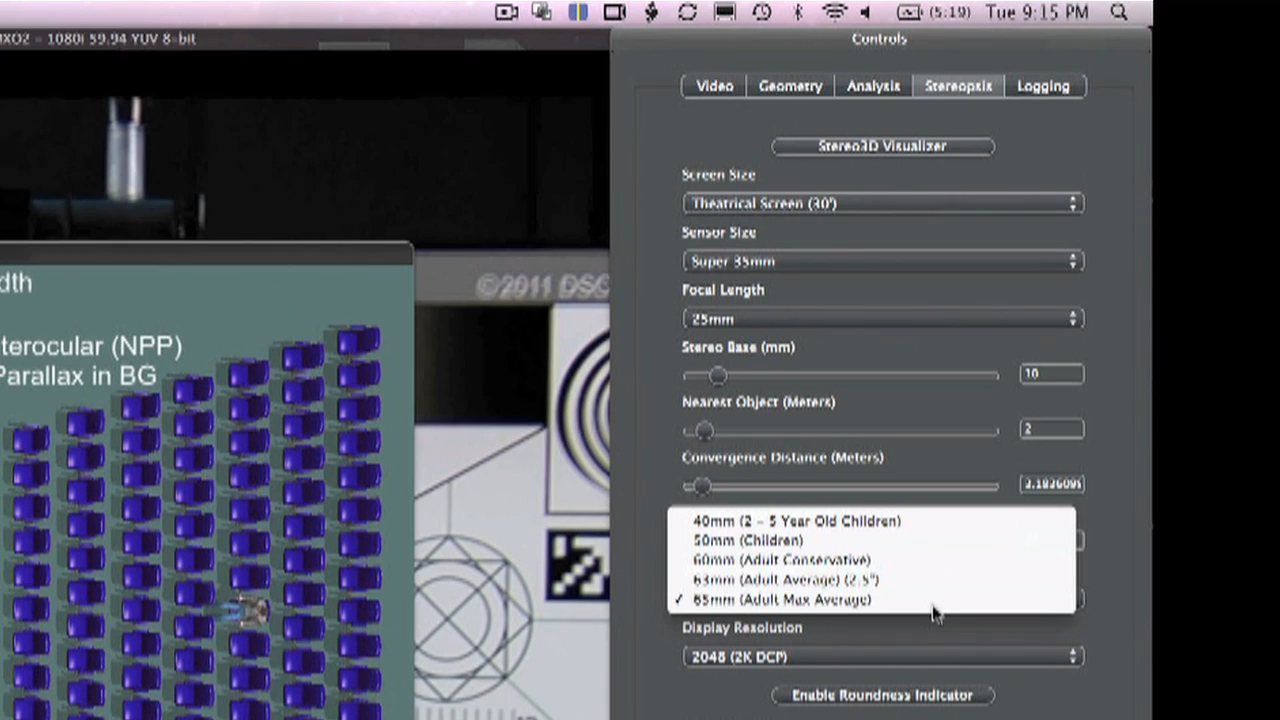 (5:19) Tue 9:15 PM
MXO2 – 1080i 59.94 YUV 8-bit
Controls
Video Geometry Analysis Stereopsis Logging
Stereo3D Visualizer
Screen Size
Theatrical Screen (30')
Sensor Size
Super 35mm
Focal Length
25mm
Stereo Base (mm)
10
Nearest Object (Meters)
2
Convergence Distance (Meters)
40mm (2 – 5 Year Old Children)
50mm (Children)
60mm (Adult Conservative)
63mm (Adult Average) (2.5")
✓ 65mm (Adult Max Average)
Display Resolution
2048 (2K DCP)
Enable Roundness Indicator
dth
terocular (NPP)
Parallax in BG
©2011 DSC